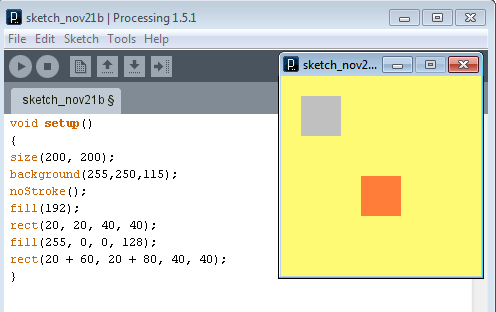 sketch_nov21b | Processing 1.5.1
File Edit Sketch Tools Help
sketch_nov2...
sketch_nov21b §
void setup()
{
size(200, 200);
background(255,250,115);
noStroke();
fill(192);
rect(20, 20, 40, 40);
fill(255, 0, 0, 128);
rect(20 + 60, 20 + 80, 40, 40);
}